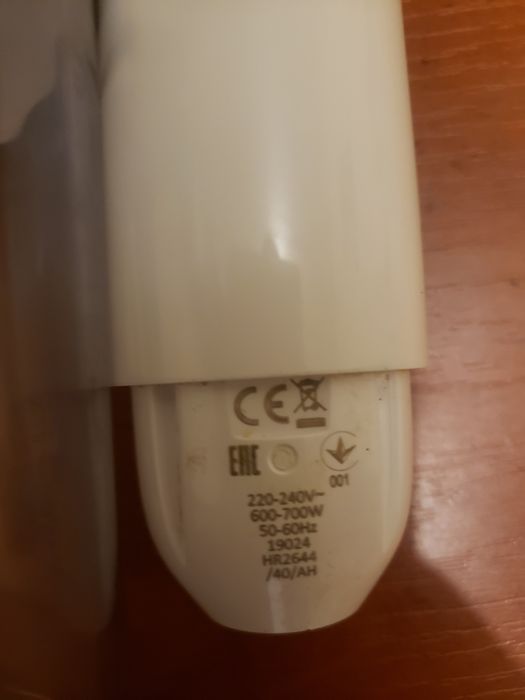 CE
EAC
001
220-240V~
600-700W
50-60Hz
19024
HR2644
/40/AH